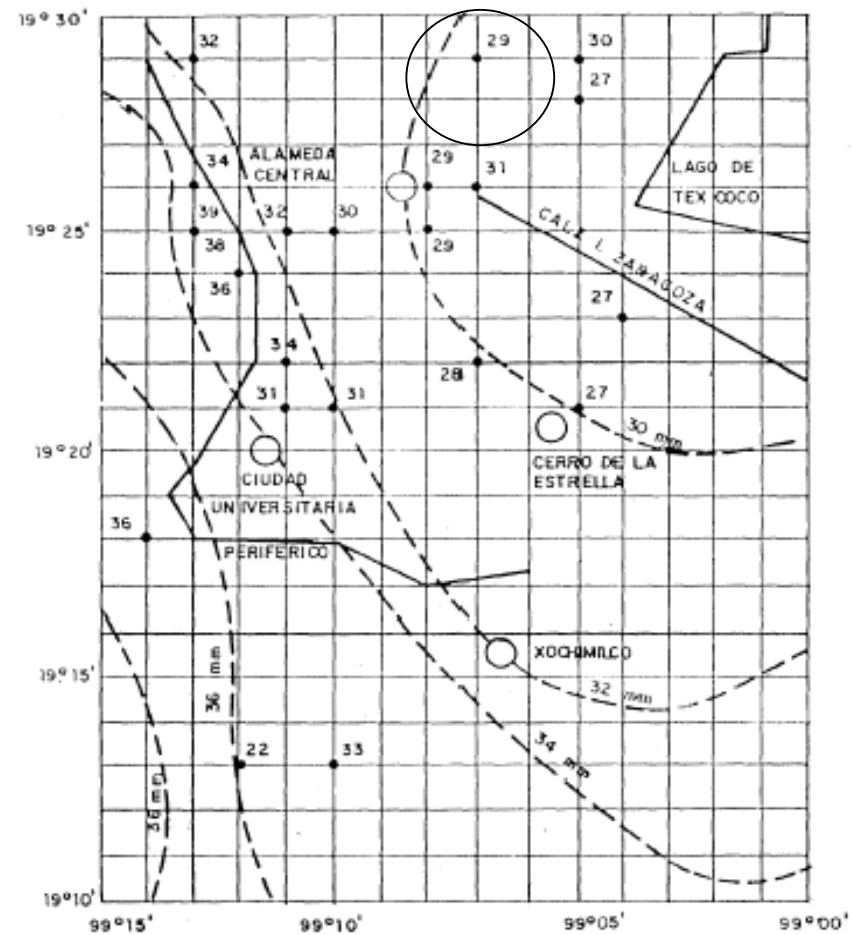 19° 30'
32
29
30
27
34
ALAMEDA
CENTRAL
29
31
LAGO DE
TEXCOCO
39
32
30
19° 25'
38
29
CALZ I. ZARAGOZA
36
27
34
28
31
31
27
30 mm
19° 20'
CIUDAD
UNIVERSITARIA
CERRO DE LA
ESTRELLA
36
PERIFERICO
XOCHIMILCO
19° 15'
36 mm
32 mm
22
33
34 mm
36 mm
19° 10'
99° 15'
99° 10'
99° 05'
99° 00'